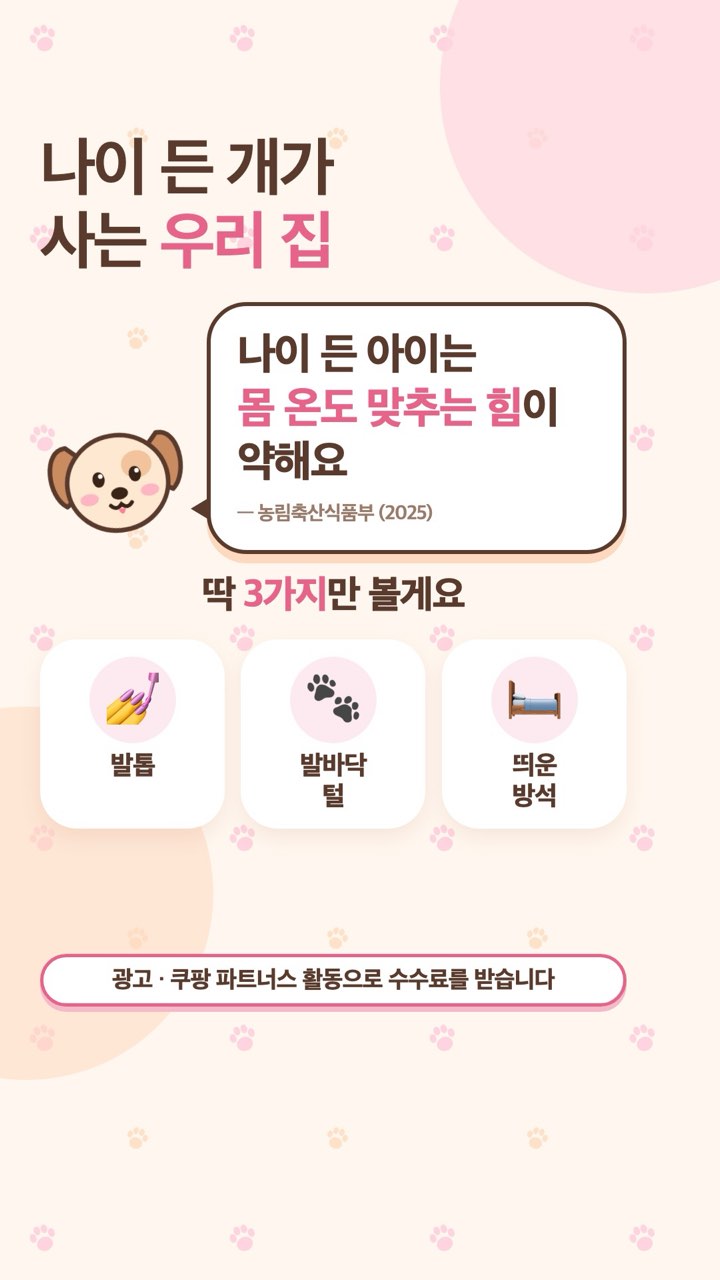 나이 든 개가
사는 우리 집
나이 든 아이는
몸 온도 맞추는 힘이
약해요
— 농림축산식품부 (2025)
딱 3가지만 볼게요
발톱
발바닥
털
띄운
방석
광고 · 쿠팡 파트너스 활동으로 수수료를 받습니다